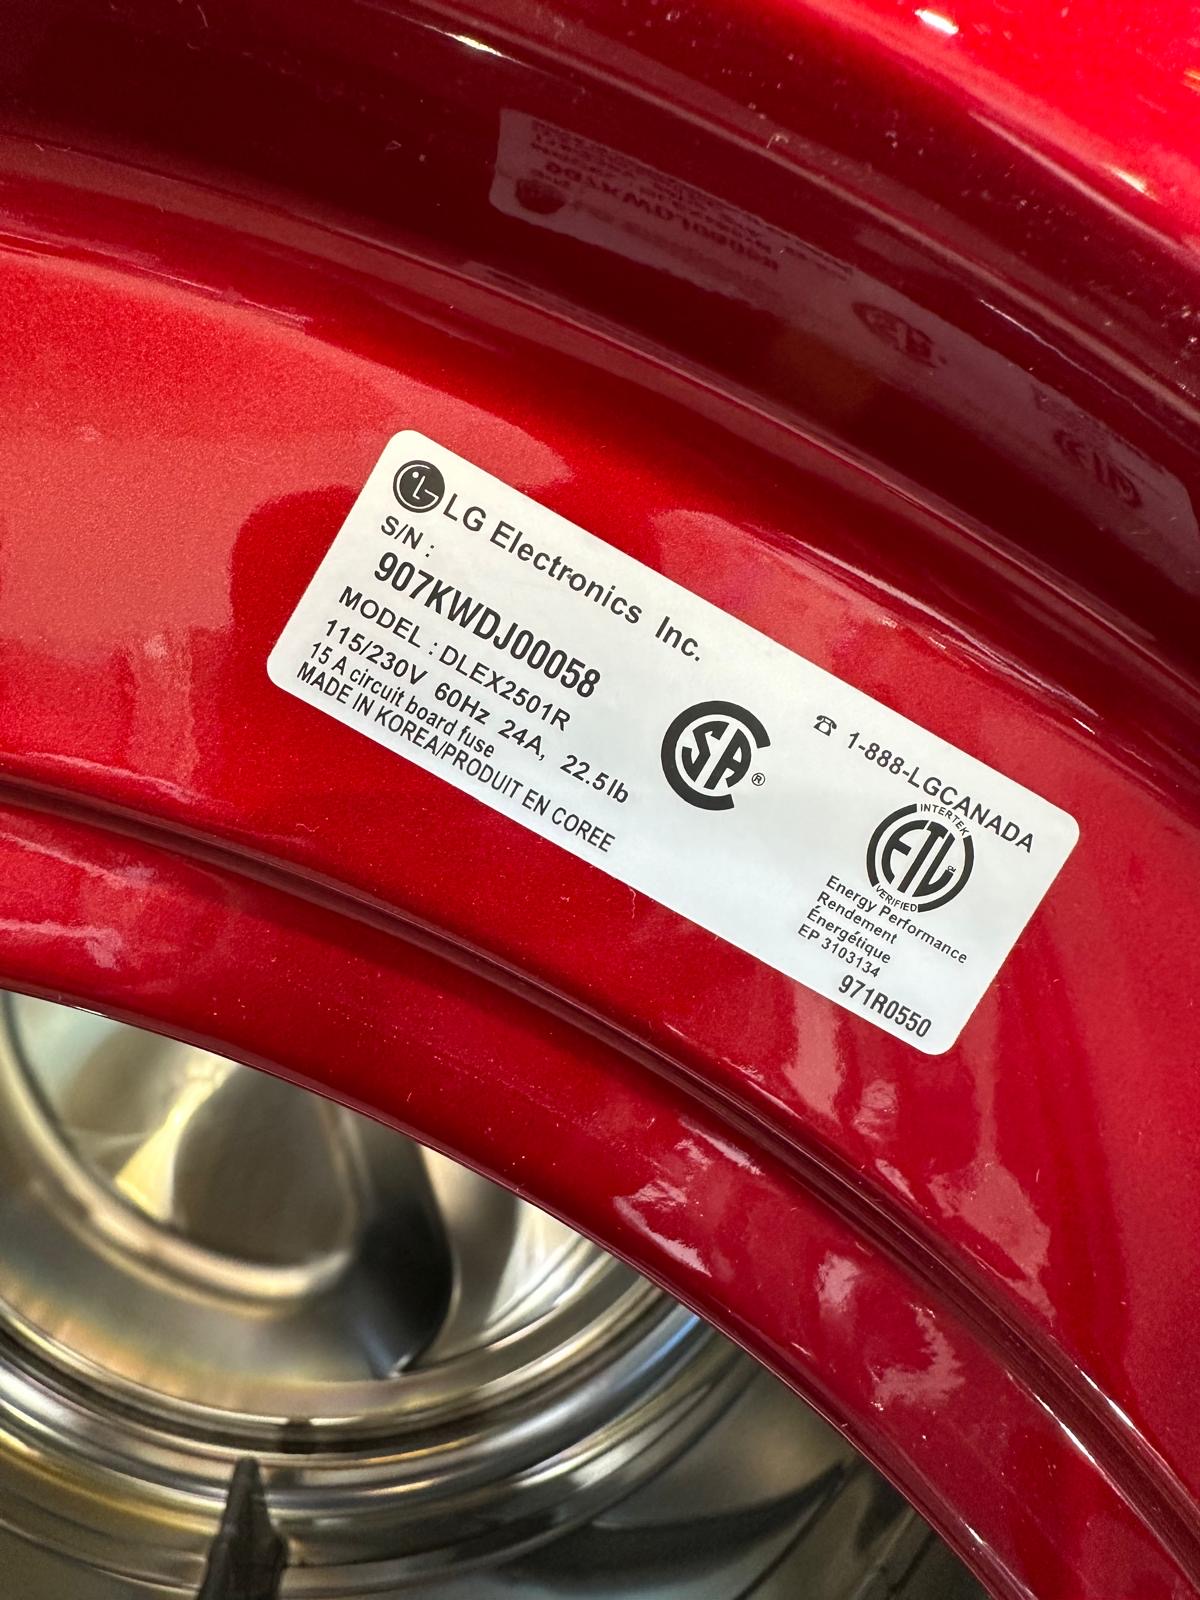 LG Electronics Inc.
S/N :
907KWDJ00058
MODEL : DLEX2501R
115/230V 60Hz 24A, 22.5lb
15 A circuit board fuse
MADE IN KOREA/PRODUIT EN COREE
SA ®
☎ 1-888-LGCANADA
INTERTEK
ETL
VERIFIED
Energy Performance
Rendement
Énergétique
EP 3103134
971R0550